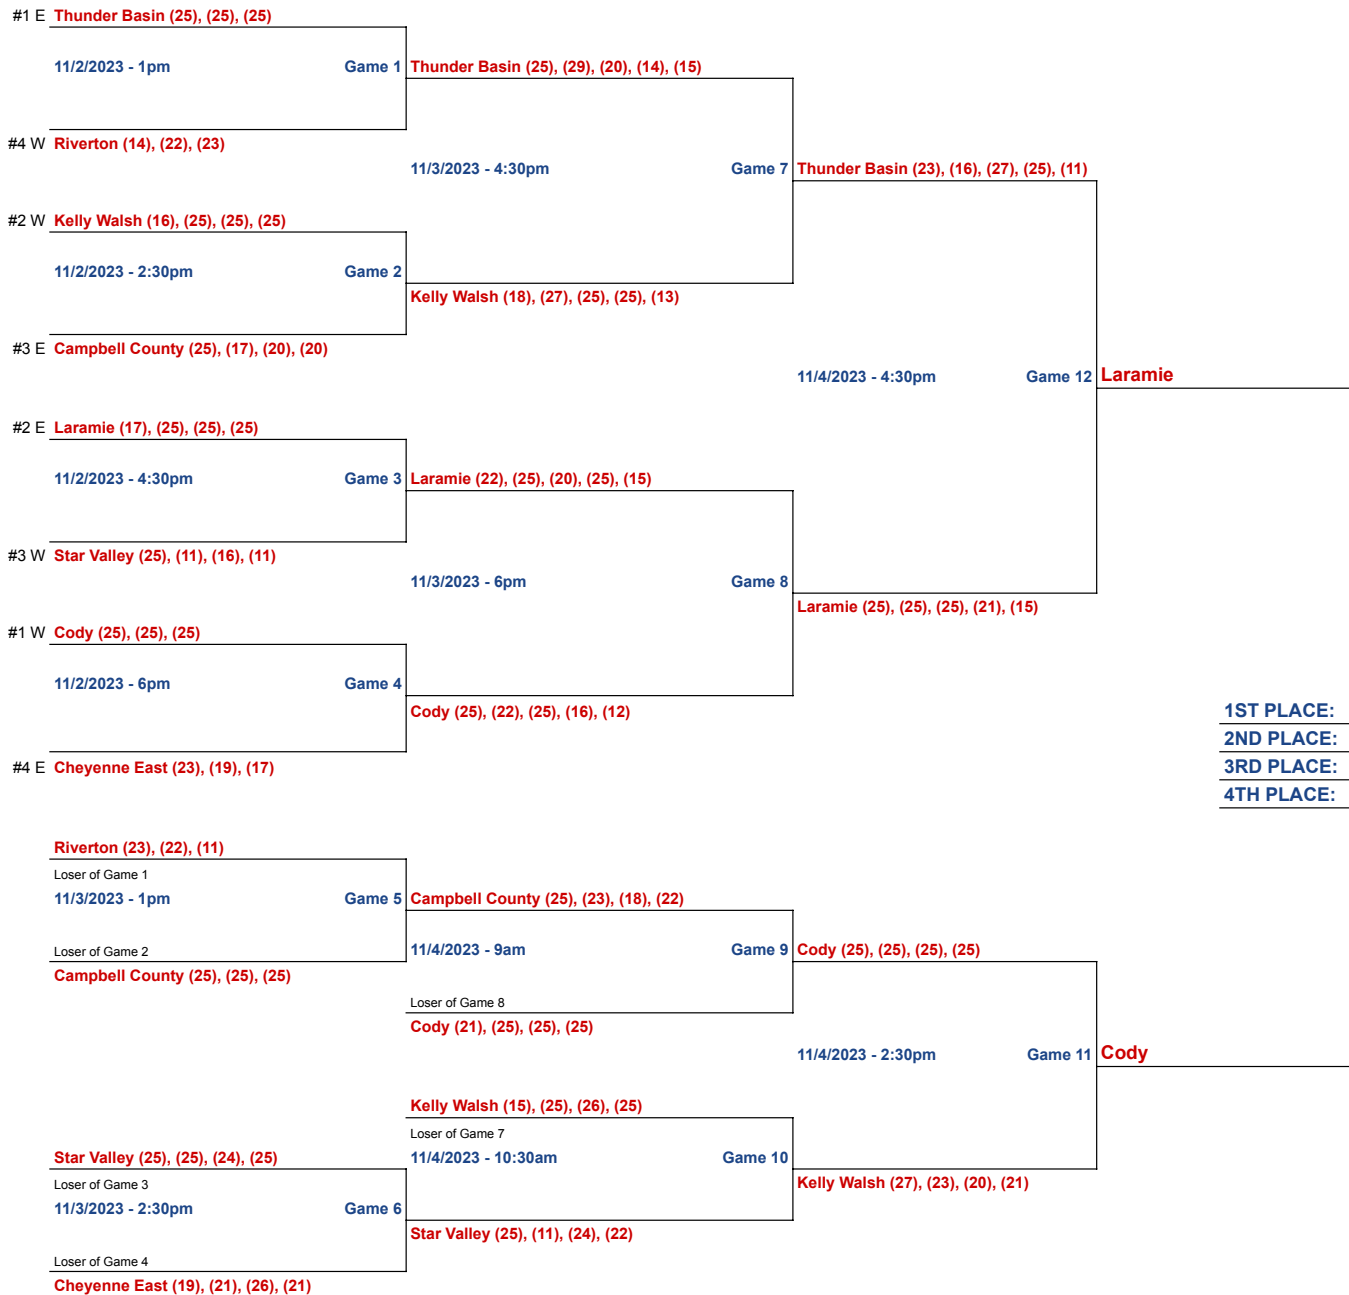 #1 E Thunder Basin (25), (25), (25)
11/2/2023 - 1pm Game 1 Thunder Basin (25), (29), (20), (14), (15)
#4 W Riverton (14), (22), (23)
11/3/2023 - 4:30pm Game 7 Thunder Basin (23), (16), (27), (25), (11)
#2 W Kelly Walsh (16), (25), (25), (25)
11/2/2023 - 2:30pm Game 2
Kelly Walsh (18), (27), (25), (25), (13)
#3 E Campbell County (25), (17), (20), (20)
11/4/2023 - 4:30pm Game 12 Laramie
#2 E Laramie (17), (25), (25), (25)
11/2/2023 - 4:30pm Game 3 Laramie (22), (25), (20), (25), (15)
#3 W Star Valley (25), (11), (16), (11)
11/3/2023 - 6pm Game 8
Laramie (25), (25), (25), (21), (15)
#1 W Cody (25), (25), (25)
11/2/2023 - 6pm Game 4
Cody (25), (22), (25), (16), (12)
1ST PLACE:
2ND PLACE:
#4 E Cheyenne East (23), (19), (17)
3RD PLACE:
4TH PLACE:
Riverton (23), (22), (11)
Loser of Game 1
11/3/2023 - 1pm Game 5 Campbell County (25), (23), (18), (22)
Loser of Game 2
11/4/2023 - 9am Game 9 Cody (25), (25), (25), (25)
Campbell County (25), (25), (25)
Loser of Game 8
Cody (21), (25), (25), (25)
11/4/2023 - 2:30pm Game 11 Cody
Kelly Walsh (15), (25), (26), (25)
Loser of Game 7
Star Valley (25), (25), (24), (25)
11/4/2023 - 10:30am Game 10
Loser of Game 3
Kelly Walsh (27), (23), (20), (21)
11/3/2023 - 2:30pm Game 6
Star Valley (25), (11), (24), (22)
Loser of Game 4
Cheyenne East (19), (21), (26), (21)